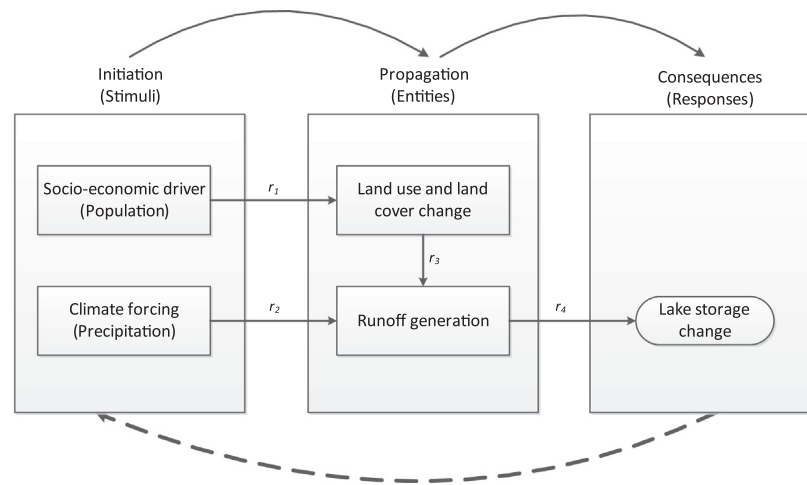 Initiation
(Stimuli)
Propagation
(Entities)
Consequences
(Responses)
Socio-economic driver
(Population)
r1
Land use and land
cover change
r3
Climate forcing
(Precipitation)
r2
Runoff generation
r4
Lake storage
change